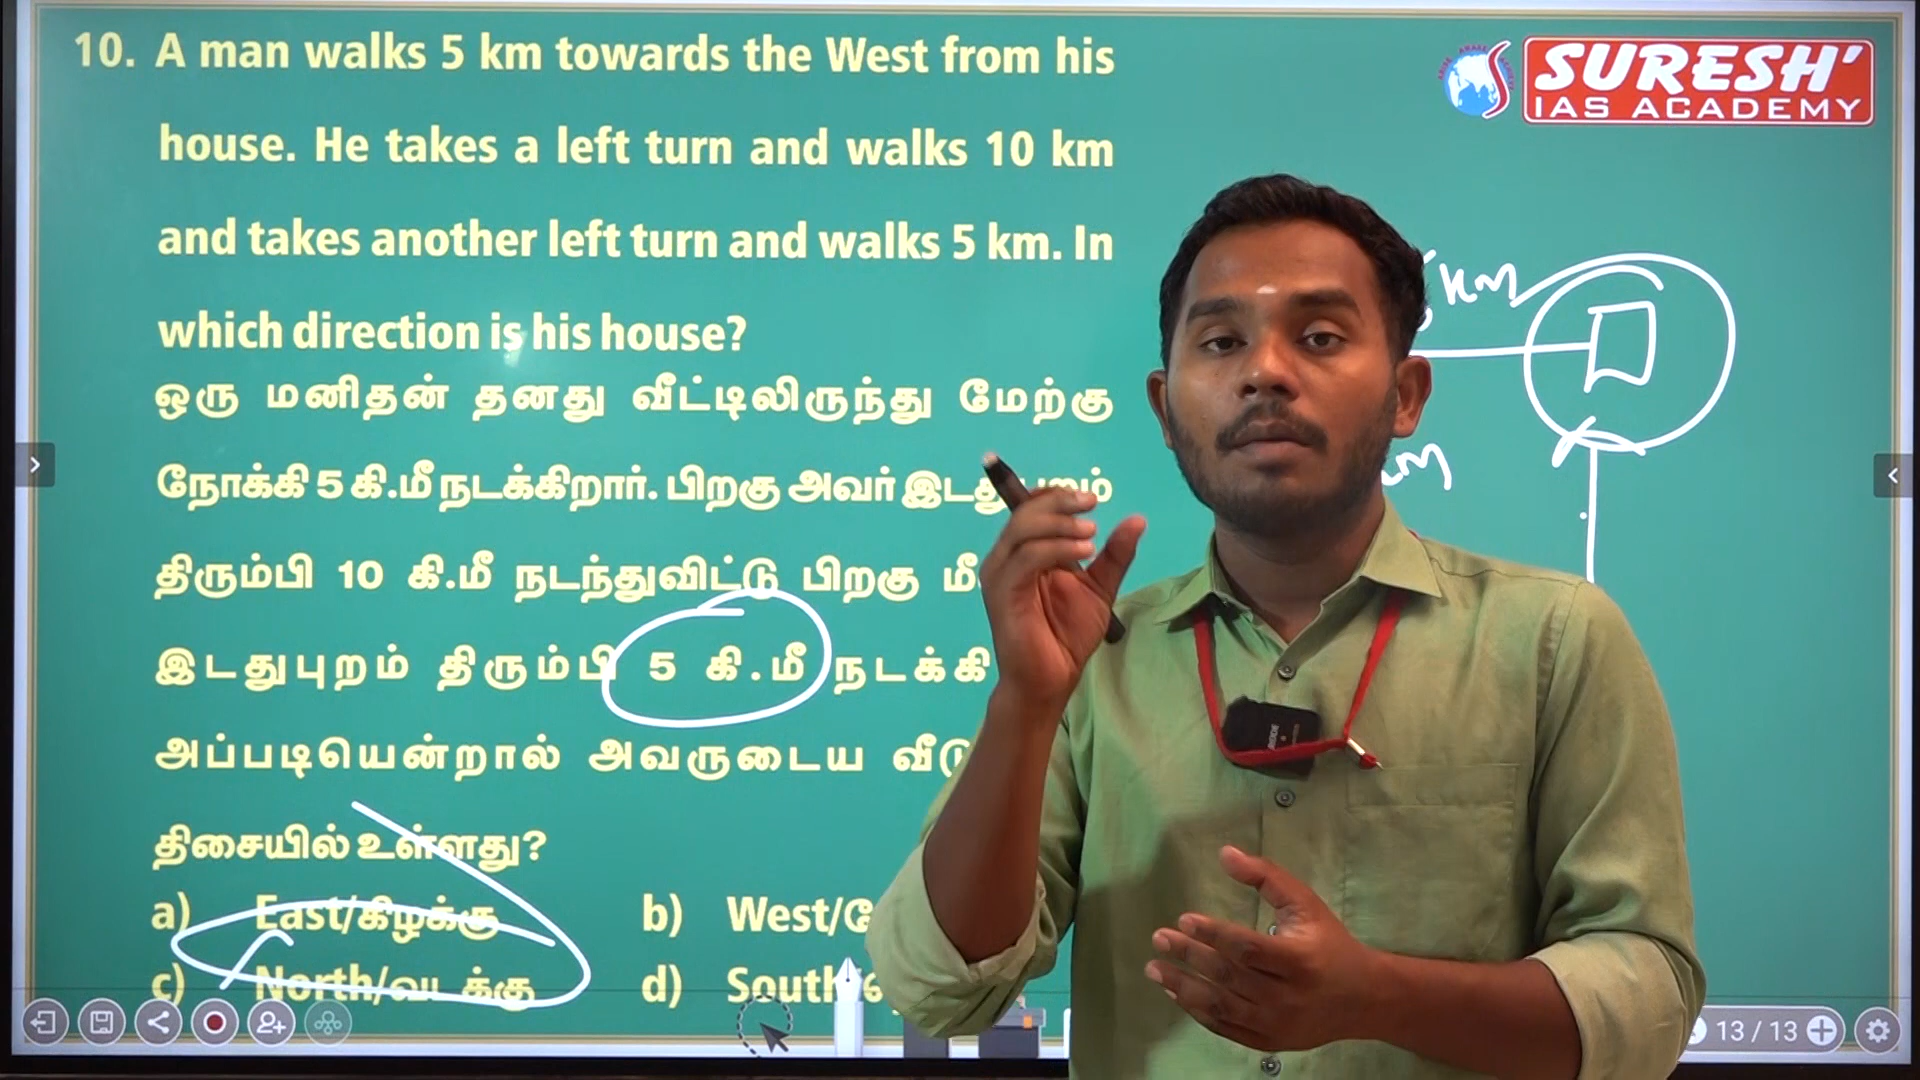 10. A man walks 5 km towards the West from his
house. He takes a left turn and walks 10 km
and takes another left turn and walks 5 km. In
which direction is his house?
ஒரு மனிதன் தனது வீட்டிலிருந்து மேற்கு
நோக்கி 5 கி.மீ நடக்கிறார். பிறகு அவர்
திரும்பி 10 கி.மீ நடந்துவிட்டு பிறகு
இடதுபுறம் திரும்பி 5 கி.மீ
அப்படியென்றால் அவருடைய
திசையில் உள்ளது?
a) East/கிழக்கு b) West/
c) North/வடக்கு d) South
SURESH'
IAS ACADEMY
5 km
13 / 13